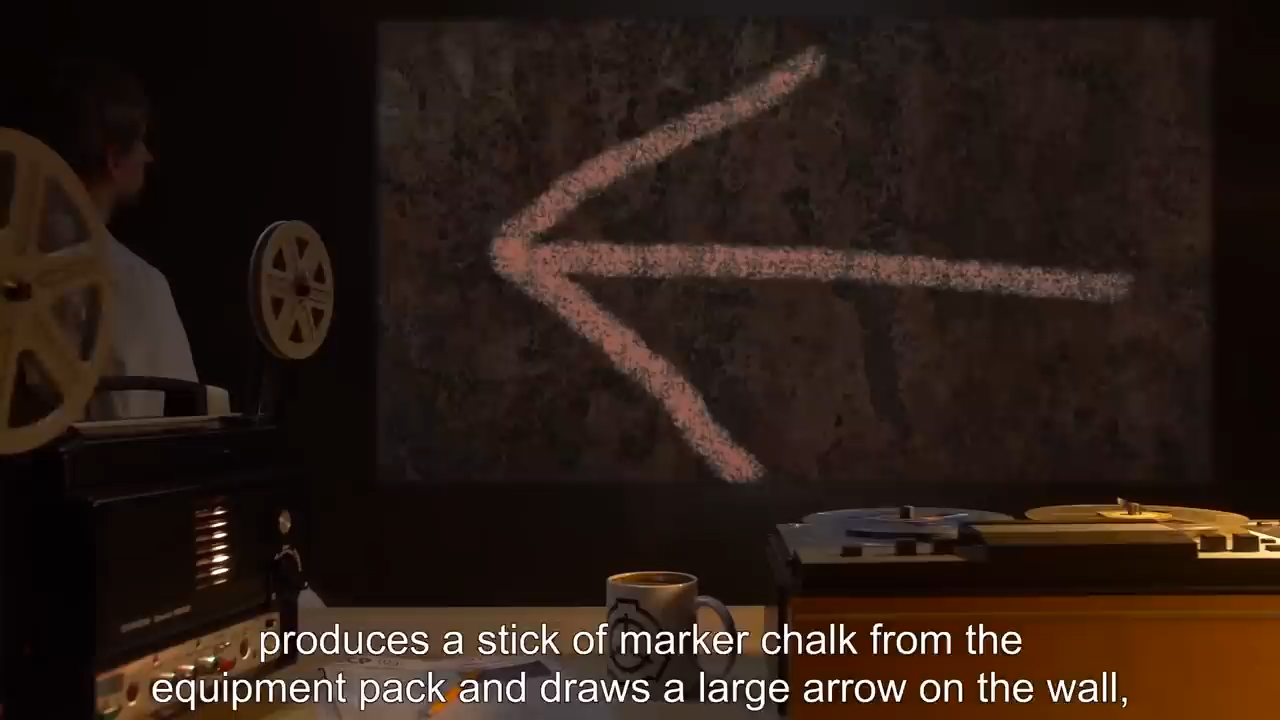 produces a stick of marker chalk from the
equipment pack and draws a large arrow on the wall,